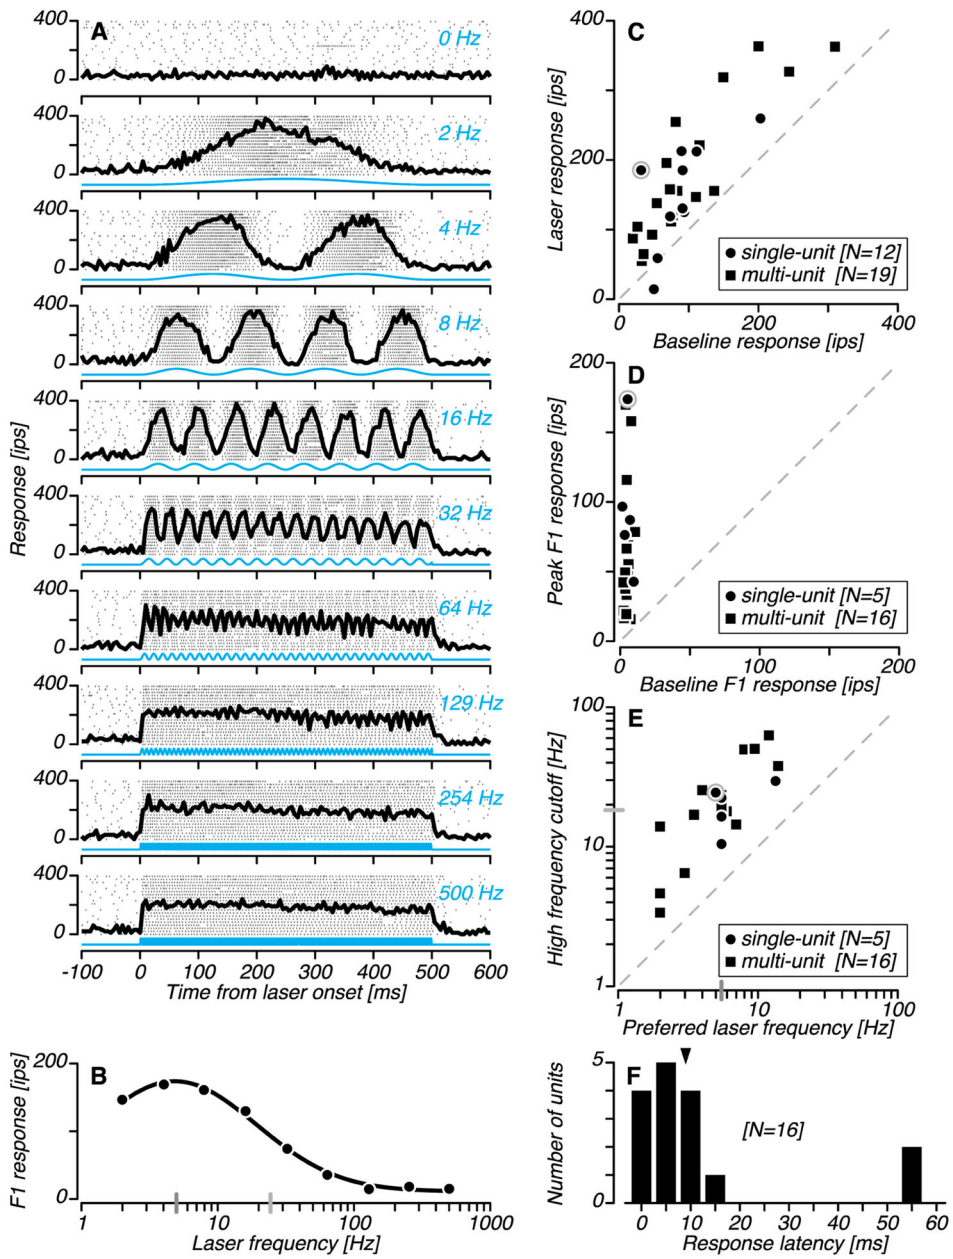 A
400
0
0 Hz
400
0
2 Hz
400
0
4 Hz
400
0
8 Hz
400
0
16 Hz
400
0
32 Hz
400
0
64 Hz
400
0
129 Hz
400
0
254 Hz
400
0
500 Hz
Response [ips]
-100 0 100 200 300 400 500 600
Time from laser onset [ms]
B
F1 response [ips]
200
0
1 10 100 1000
Laser frequency [Hz]
C
Laser response [ips]
400
200
0
single-unit [N=12]
multi-unit [N=19]
0 200 400
Baseline response [ips]
D
Peak F1 response [ips]
200
100
0
single-unit [N=5]
multi-unit [N=16]
0 100 200
Baseline F1 response [ips]
E
High frequency cutoff [Hz]
100
10
1
single-unit [N=5]
multi-unit [N=16]
1 10 100
Preferred laser frequency [Hz]
F
Number of units
5
0
[N=16]
0 10 20 30 40 50 60
Response latency [ms]